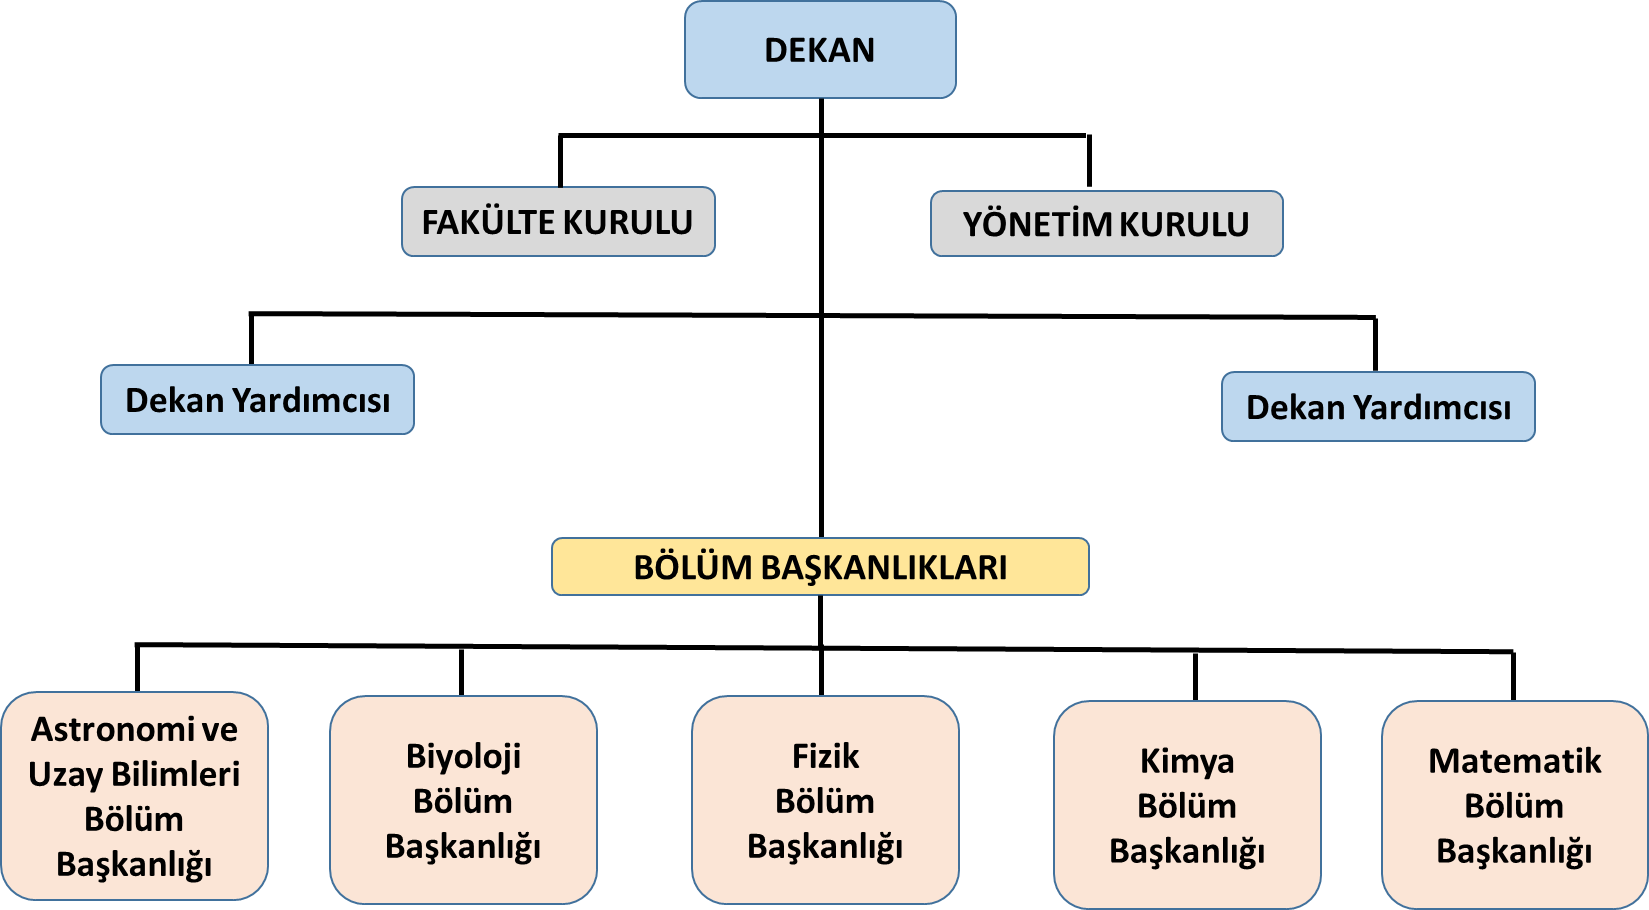 DEKAN
FAKÜLTE KURULU
YÖNETİM KURULU
Dekan Yardımcısı
Dekan Yardımcısı
BÖLÜM BAŞKANLIKLARI
Astronomi ve
Uzay Bilimleri
Bölüm
Başkanlığı
Biyoloji
Bölüm
Başkanlığı
Fizik
Bölüm
Başkanlığı
Kimya
Bölüm
Başkanlığı
Matematik
Bölüm
Başkanlığı